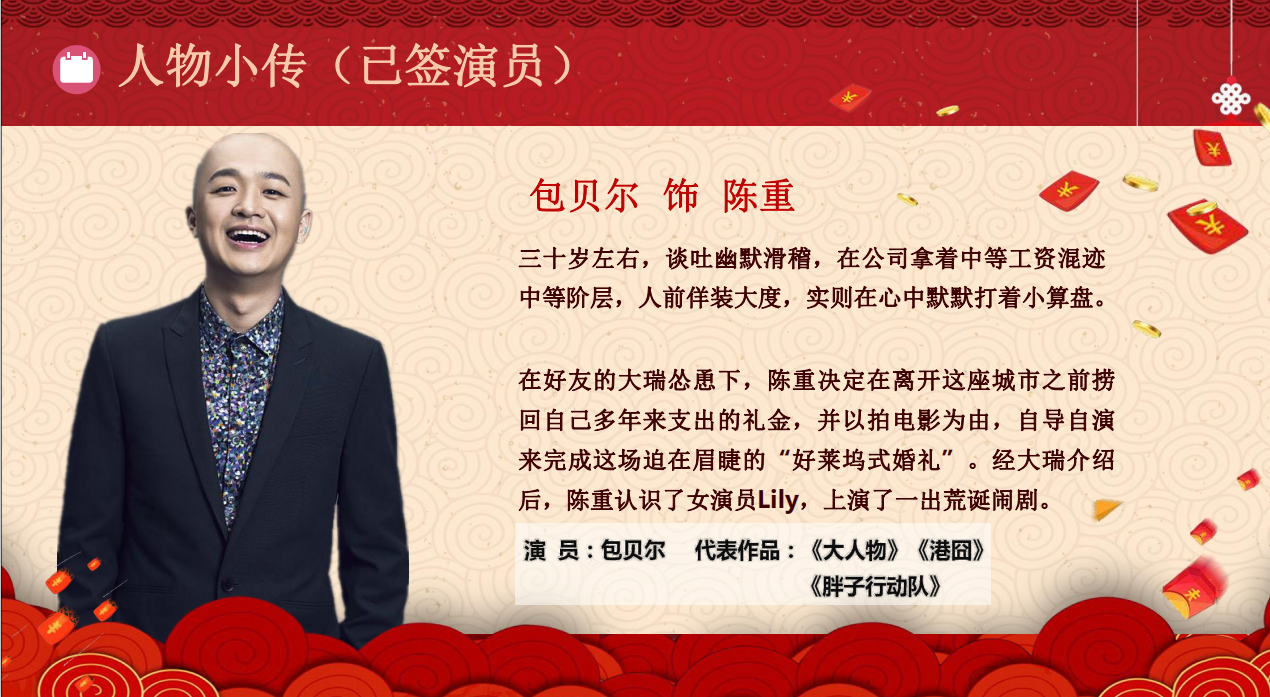 人物小传（已签演员）
包贝尔 饰 陈重
三十岁左右，谈吐幽默滑稽，在公司拿着中等工资混迹
中等阶层，人前佯装大度，实则在心中默默打着小算盘。
在好友的大瑞怂恿下，陈重决定在离开这座城市之前捞
回自己多年来支出的礼金，并以拍电影为由，自导自演
来完成这场迫在眉睫的“好莱坞式婚礼”。经大瑞介绍
后，陈重认识了女演员Lily，上演了一出荒诞闹剧。
演 员：包贝尔 代表作品：《大人物》《港囧》
《胖子行动队》